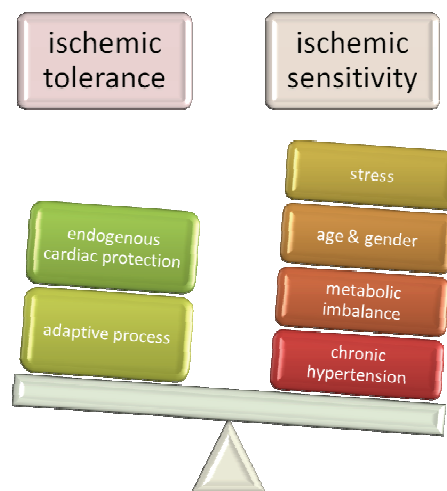 ischemic
tolerance
ischemic
sensitivity
endogenous
cardiac protection
adaptive process
stress
age & gender
metabolic
imbalance
chronic
hypertension